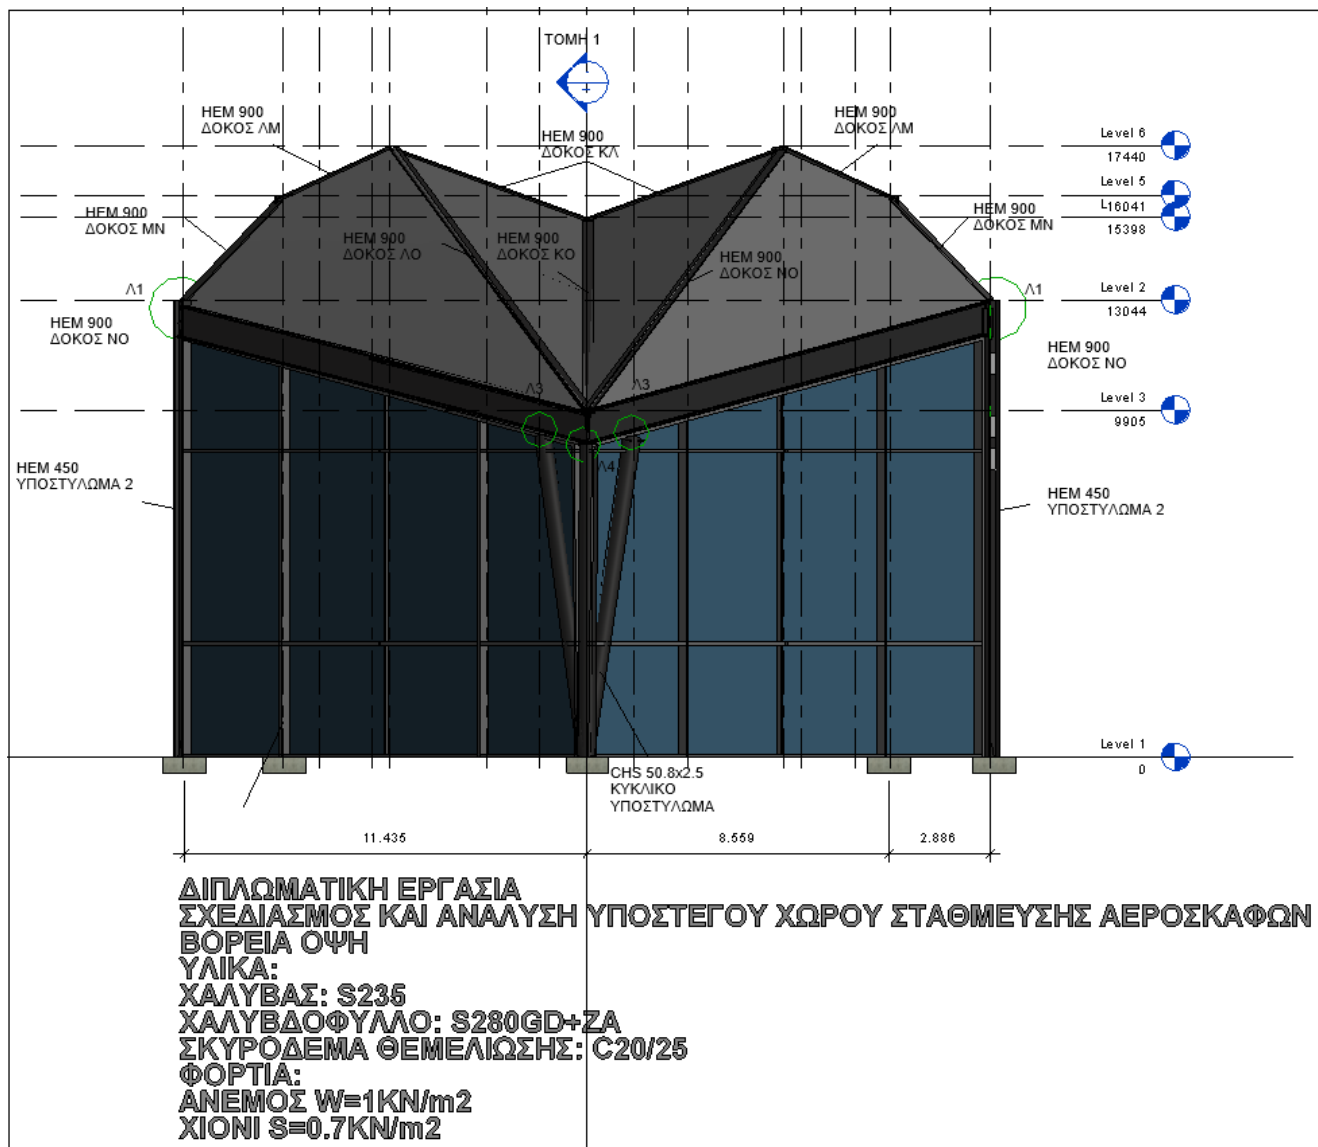 ΤΟΜΗ 1
HEM 900
ΔΟΚΟΣ ΛΜ
HEM 900
ΔΟΚΟΣ ΚΛ
HEM 900
ΔΟΚΟΣ ΛΜ
Level 6
17440
Level 5
16041
15398
HEM 900
ΔΟΚΟΣ ΜΝ
HEM 900
ΔΟΚΟΣ ΜΝ
HEM 900
ΔΟΚΟΣ ΛΟ
HEM 900
ΔΟΚΟΣ ΚΟ
HEM 900
ΔΟΚΟΣ ΝΟ
Λ1
Λ1
Level 2
13044
HEM 900
ΔΟΚΟΣ ΝΟ
HEM 900
ΔΟΚΟΣ ΝΟ
Λ3
Λ3
Level 3
9905
Λ4
HEM 450
ΥΠΟΣΤΥΛΩΜΑ 2
HEM 450
ΥΠΟΣΤΥΛΩΜΑ 2
Level 1
0
CHS 50.8x2.5
ΚΥΚΛΙΚΟ
ΥΠΟΣΤΥΛΩΜΑ
11.435
8.559
2.886
ΔΙΠΛΩΜΑΤΙΚΗ ΕΡΓΑΣΙΑ
ΣΧΕΔΙΑΣΜΟΣ ΚΑΙ ΑΝΑΛΥΣΗ ΥΠΟΣΤΕΓΟΥ ΧΩΡΟΥ ΣΤΑΘΜΕΥΣΗΣ ΑΕΡΟΣΚΑΦΩΝ
ΒΟΡΕΙΑ ΟΨΗ
ΥΛΙΚΑ:
ΧΑΛΥΒΑΣ: S235
ΧΑΛΥΒΔΟΦΥΛΛΟ: S280GD+ZA
ΣΚΥΡΟΔΕΜΑ ΘΕΜΕΛΙΩΣΗΣ: C20/25
ΦΟΡΤΙΑ:
ΑΝΕΜΟΣ W=1KN/m2
ΧΙΟΝΙ S=0.7KN/m2